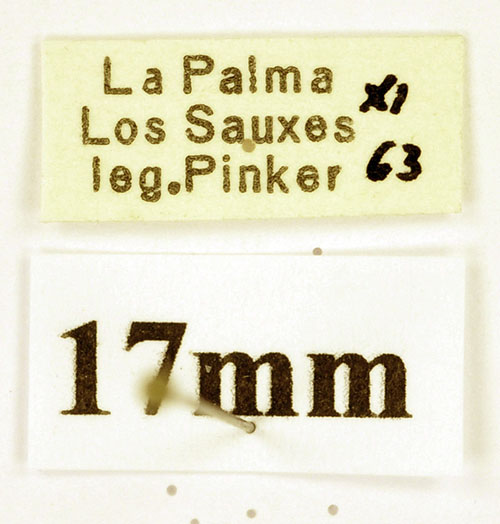 La Palma XI
Los Sauxes
leg.Pinker 63
17mm